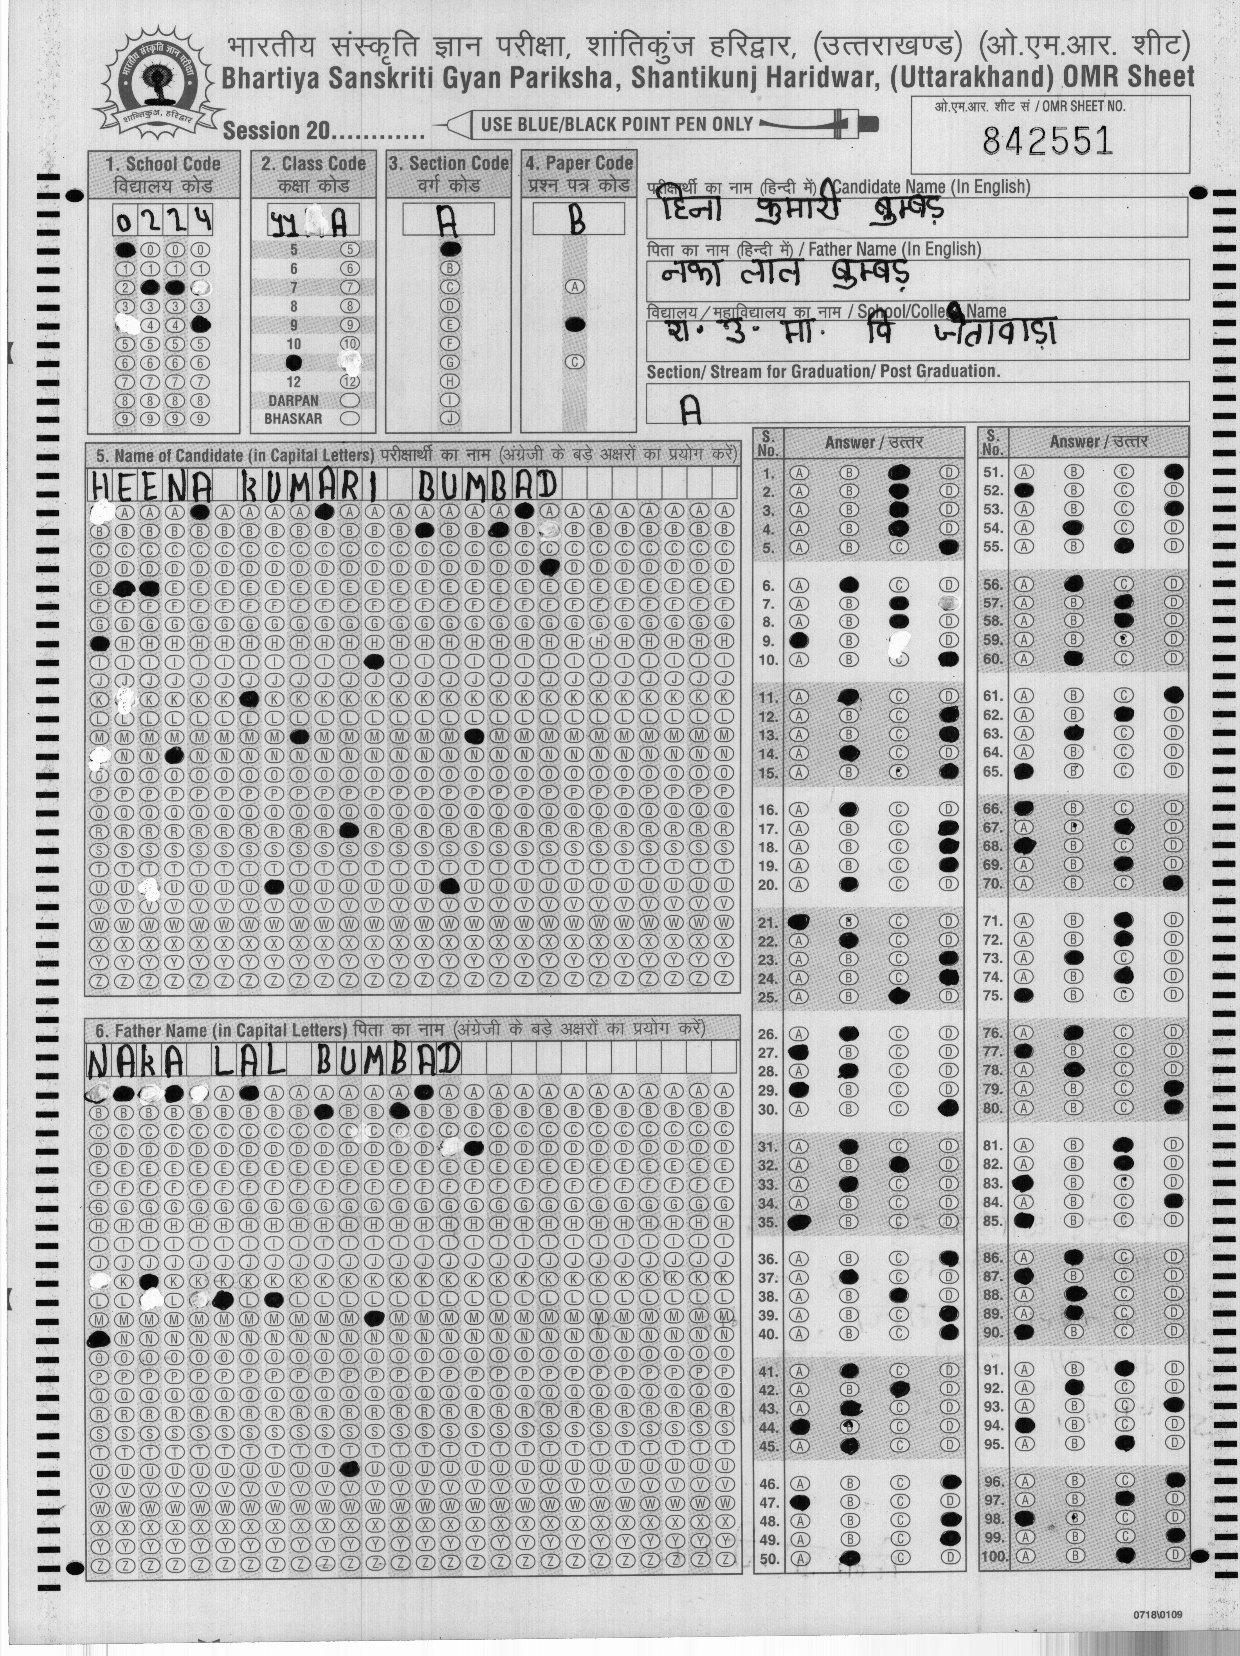 भारतीय संस्कृति ज्ञान परीक्षा, शांतिकुंज हरिद्वार, (उत्तराखण्ड) (ओ.एम.आर. शीट)
Bhartiya Sanskriti Gyan Pariksha, Shantikunj Haridwar, (Uttarakhand) OMR Sheet
Session 20............
USE BLUE/BLACK POINT PEN ONLY
ओ.एम.आर. शीट सं / OMR SHEET NO.
842551
1. School Code
विद्यालय कोड
0224
2. Class Code
कक्षा कोड
A
5
6
7
8
9
10
12
DARPAN
BHASKAR
3. Section Code
वर्ग कोड
A
4. Paper Code
प्रश्न पत्र कोड
B
परीक्षार्थी का नाम (हिन्दी में) / Candidate Name (In English)
हिना कुमारी बुम्बड़
पिता का नाम (हिन्दी में) / Father Name (In English)
नका लाल बुम्बड़
विद्यालय/महाविद्यालय का नाम / School/College Name
रा. उ. मा. वि जेतावाड़ा
Section/ Stream for Graduation/ Post Graduation.
A
5. Name of Candidate (in Capital Letters) परीक्षार्थी का नाम (अंग्रेजी के बड़े अक्षरों का प्रयोग करें)
HEENA KUMARI BUMBAD
6. Father Name (in Capital Letters) पिता का नाम (अंग्रेजी के बड़े अक्षरों का प्रयोग करें)
NAKA LAL BUMBAD
S. No. Answer / उत्तर
S. No. Answer / उत्तर
0718\0109